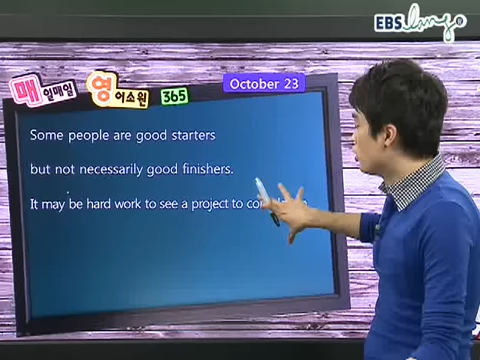 EBSlang
매일매일 영어소원 365
October 23
Some people are good starters
but not necessarily good finishers.
It may be hard work to see a project to